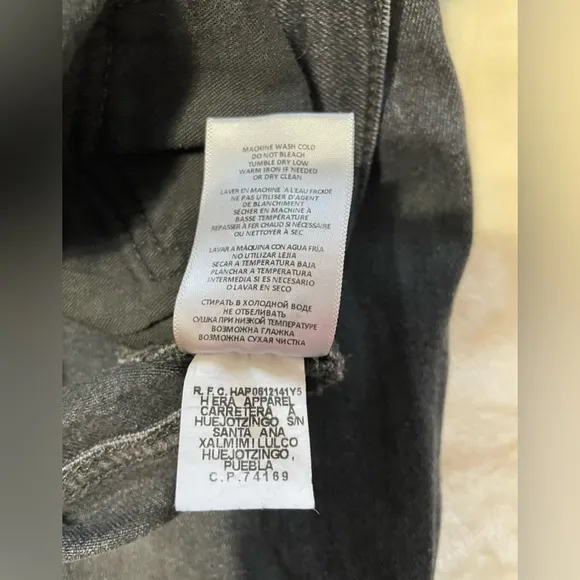 MACHINE WASH COLD
DO NOT BLEACH
TUMBLE DRY LOW
WARM IRON IF NEEDED
OR DRY CLEAN
LAVER EN MACHINE A L'EAU FROIDE
NE PAS UTILISER D'AGENT
DE BLANCHIMENT
SÉCHER EN MACHINE À
BASSE TEMPÉRATURE
REPASSER À FER CHAUD SI NÉCESSAIRE
OU NETTOYER À SEC
LAVAR A MÁQUINA CON AGUA FRÍA
NO UTILIZAR LEJÍA
SECAR A TEMPERATURA BAJA
PLANCHAR A TEMPERATURA
INTERMEDIA SI ES NECESARIO
O LAVAR EN SECO
СТИРАТЬ В ХОЛОДНОЙ ВОДЕ
НЕ ОТБЕЛИВАТЬ
СУШКА ПРИ НИЗКОЙ ТЕМПЕРАТУРЕ
ВОЗМОЖНА ГЛАЖКА
ВОЗМОЖНА СУХАЯ ЧИСТКА
R.F.C. HAP0612141Y5
HERA APPAREL
CARRETERA A
HUEJOTZINGO S/N
SANTA ANA
XALMIMILULCO
HUEJOTZINGO,
PUEBLA
C.P.74169